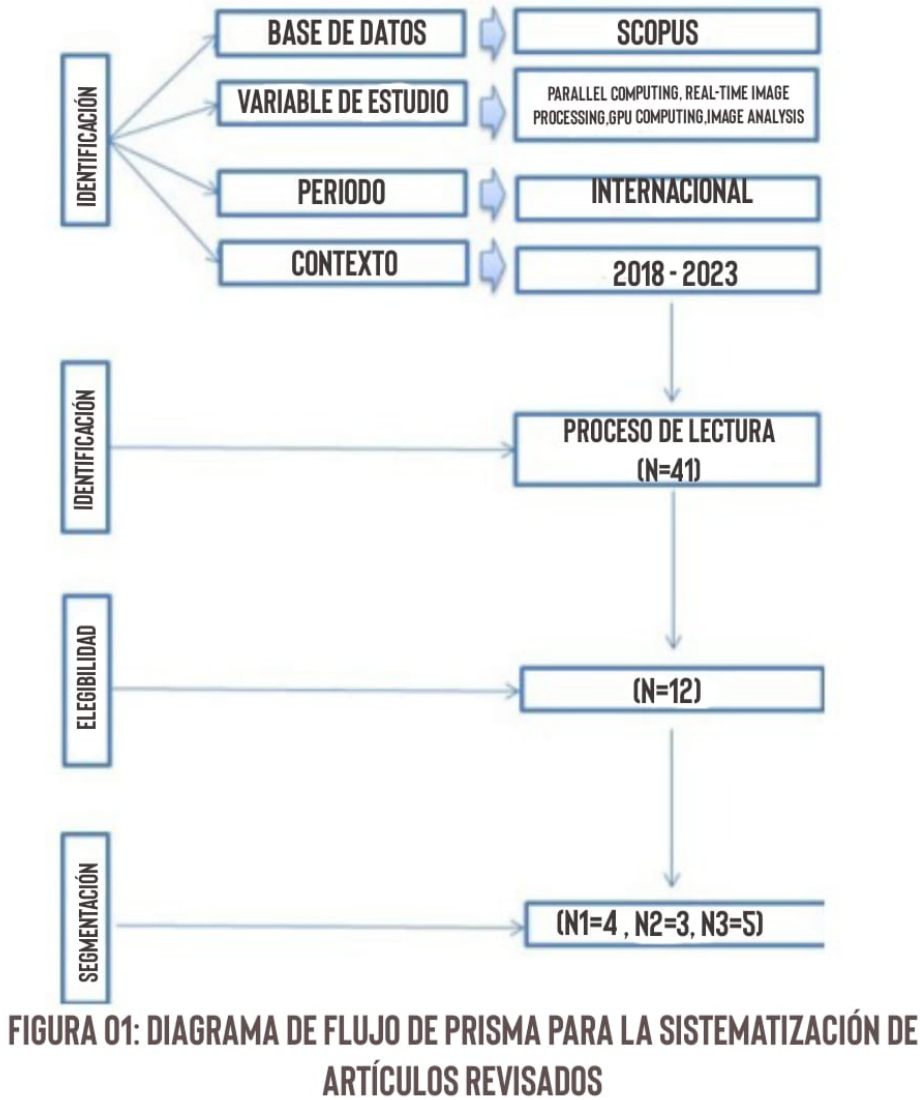 BASE DE DATOS
SCOPUS
IDENTIFICACIÓN
VARIABLE DE ESTUDIO
PARALLEL COMPUTING, REAL-TIME IMAGE
PROCESSING,GPU COMPUTING,IMAGE ANALYSIS
PERIODO
INTERNACIONAL
CONTEXTO
2018 - 2023
IDENTIFICACIÓN
PROCESO DE LECTURA
(N=41)
ELEGIBILIDAD
(N=12)
SEGMENTACIÓN
(N1=4 , N2=3, N3=5)
FIGURA 01: DIAGRAMA DE FLUJO DE PRISMA PARA LA SISTEMATIZACIÓN DE
ARTÍCULOS REVISADOS